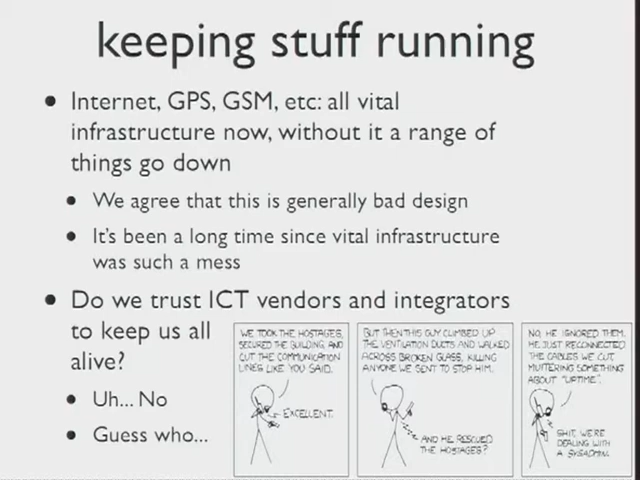 keeping stuff running
• Internet, GPS, GSM, etc: all vital
infrastructure now, without it a range of
things go down
• We agree that this is generally bad design
• It's been a long time since vital infrastructure
was such a mess
• Do we trust ICT vendors and integrators
to keep us all
alive?
• Uh... No
• Guess who...
WE TOOK THE HOSTAGES,
SECURED THE BUILDING, AND
CUT THE COMMUNICATION
LINES LIKE YOU SAID.
EXCELLENT.
BUT THEN THIS GUY CLIMBED UP
THE VENTILATION DUCTS AND WALKED
ACROSS BROKEN GLASS, KILLING
ANYONE WE SENT TO STOP HIM.
AND HE RESCUED
THE HOSTAGES?
NO, HE IGNORED THEM.
HE JUST RECONNECTED
THE CABLES WE CUT,
MUTTERING SOMETHING
ABOUT "UPTIME".
SHIT, WE'RE
DEALING WITH
A SYSADMIN.